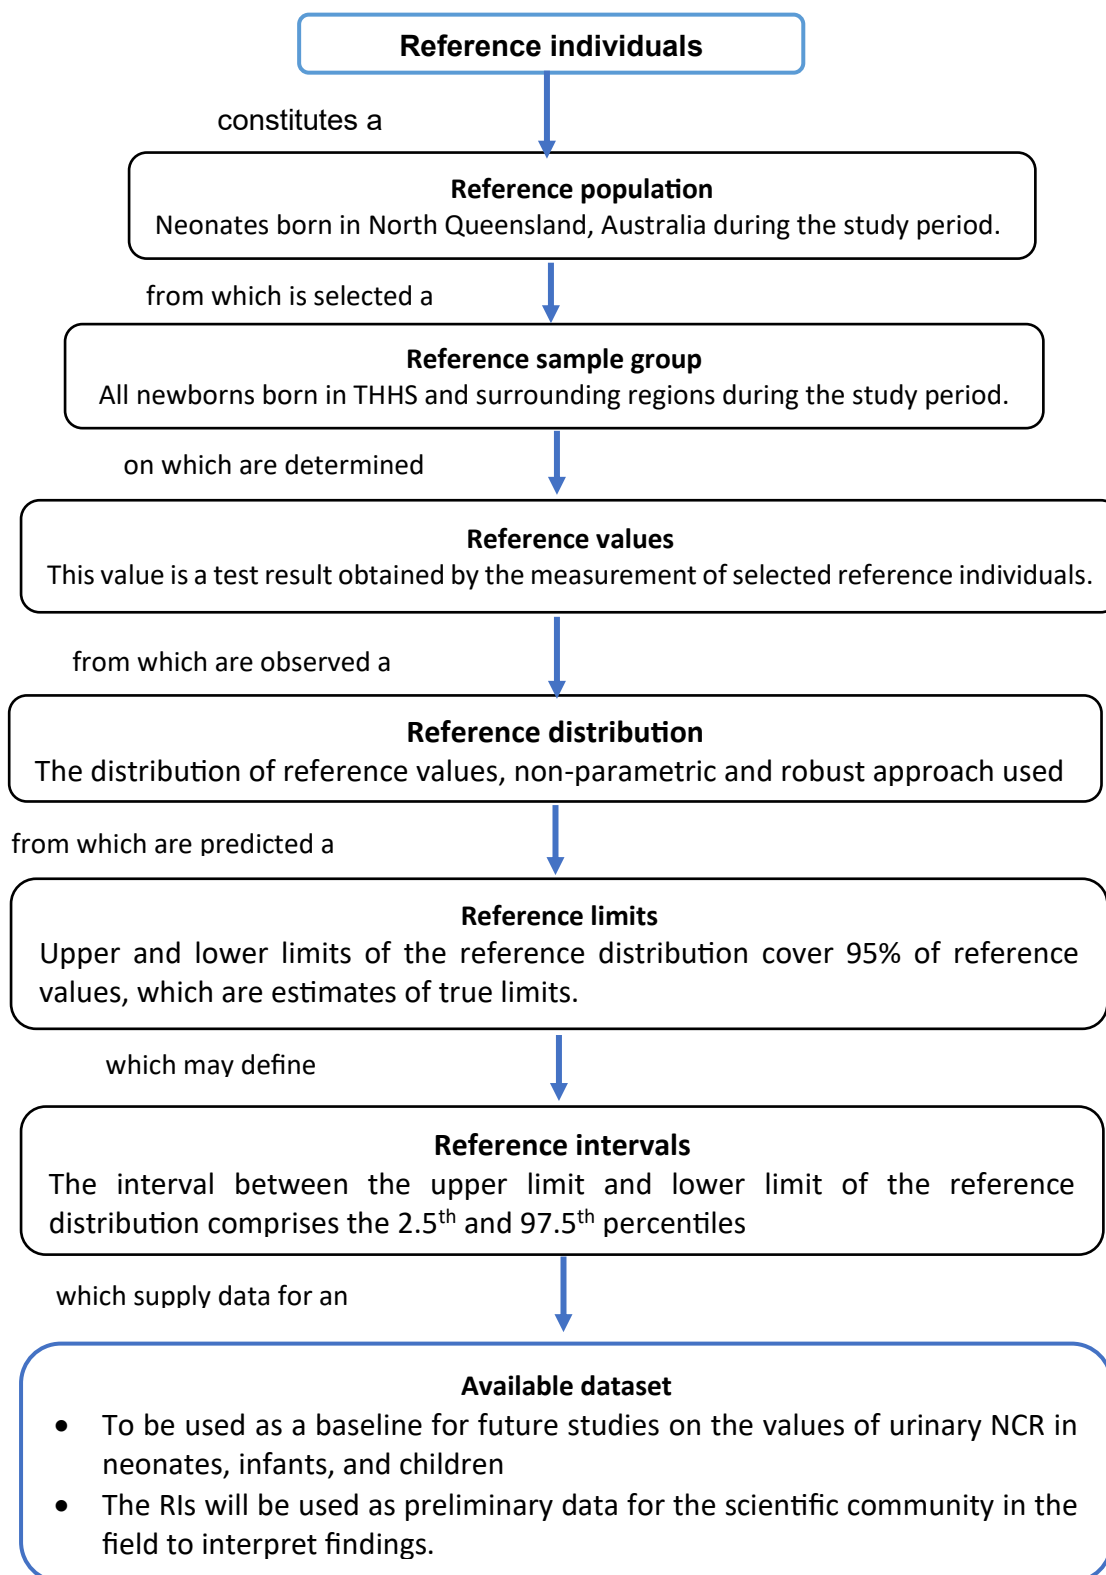 Reference individuals
constitutes a
Reference population
Neonates born in North Queensland, Australia during the study period.
from which is selected a
Reference sample group
All newborns born in THHS and surrounding regions during the study period.
on which are determined
Reference values
This value is a test result obtained by the measurement of selected reference individuals.
from which are observed a
Reference distribution
The distribution of reference values, non-parametric and robust approach used
from which are predicted a
Reference limits
Upper and lower limits of the reference distribution cover 95% of reference
values, which are estimates of true limits.
which may define
Reference intervals
The interval between the upper limit and lower limit of the reference
distribution comprises the 2.5th and 97.5th percentiles
which supply data for an
Available dataset
• To be used as a baseline for future studies on the values of urinary NCR in
neonates, infants, and children
• The RIs will be used as preliminary data for the scientific community in the
field to interpret findings.